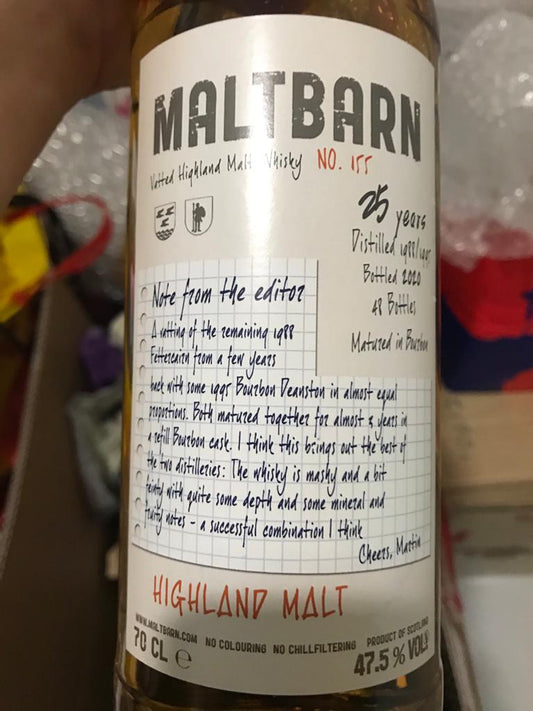 MALTBARN
Vatted Highland Malt Whisky NO. 155
25 years
Distilled 1988/1995
Bottled 2020
48 Bottles
Matured in Bourbon
Note from the editor
A vatting of the remaining 1988
Fettercairn from a few years
back with some 1995 Bourbon Deanston in almost equal
proportions. Both matured together for almost 3 years in
a refill Bourbon cask. I think this brings out the best of
the two distilleries: The whisky is mashy and a bit
feinty with quite some depth and some mineral and
fruity notes - a successful combination I think
Cheers, Martin
HIGHLAND MALT
WWW.MALTBARN.COM NO COLOURING NO CHILLFILTERING PRODUCT OF SCOTLAND
70 CL e 47.5 % VOL